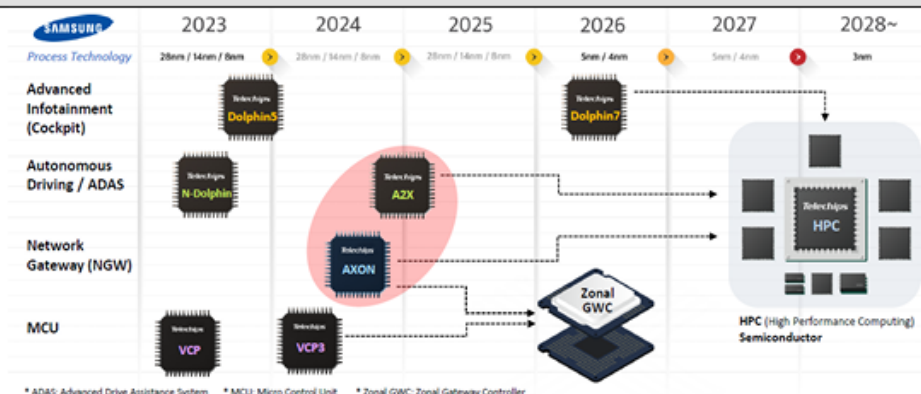 SAMSUNG 2023 2024 2025 2026 2027 2028~
Process Technology 28nm / 14nm / 8nm 28nm / 14nm / 8nm 28nm / 14nm / 8nm 5nm / 4nm 5nm / 4nm 3nm
Advanced
Infotainment
(Cockpit)
Telechips
Dolphin5
Telechips
Dolphin7
Autonomous
Driving / ADAS
Telechips
N-Dolphin
Telechips
A2X
Telechips
HPC
Network
Gateway (NGW)
Telechips
AXON
Zonal
GWC
MCU
Telechips
VCP
Telechips
VCP3
HPC (High Performance Computing)
Semiconductor
* ADAS: Advanced Drive Assistance System * MCU: Micro Control Unit * Zonal GWC: Zonal Gateway Controller